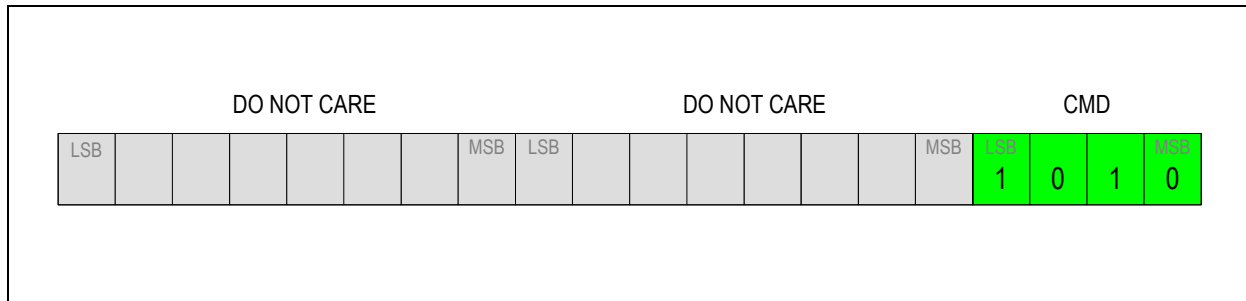 DO NOT CARE DO NOT CARE CMD
LSB MSB LSB MSB LSB MSB
1 0 1 0